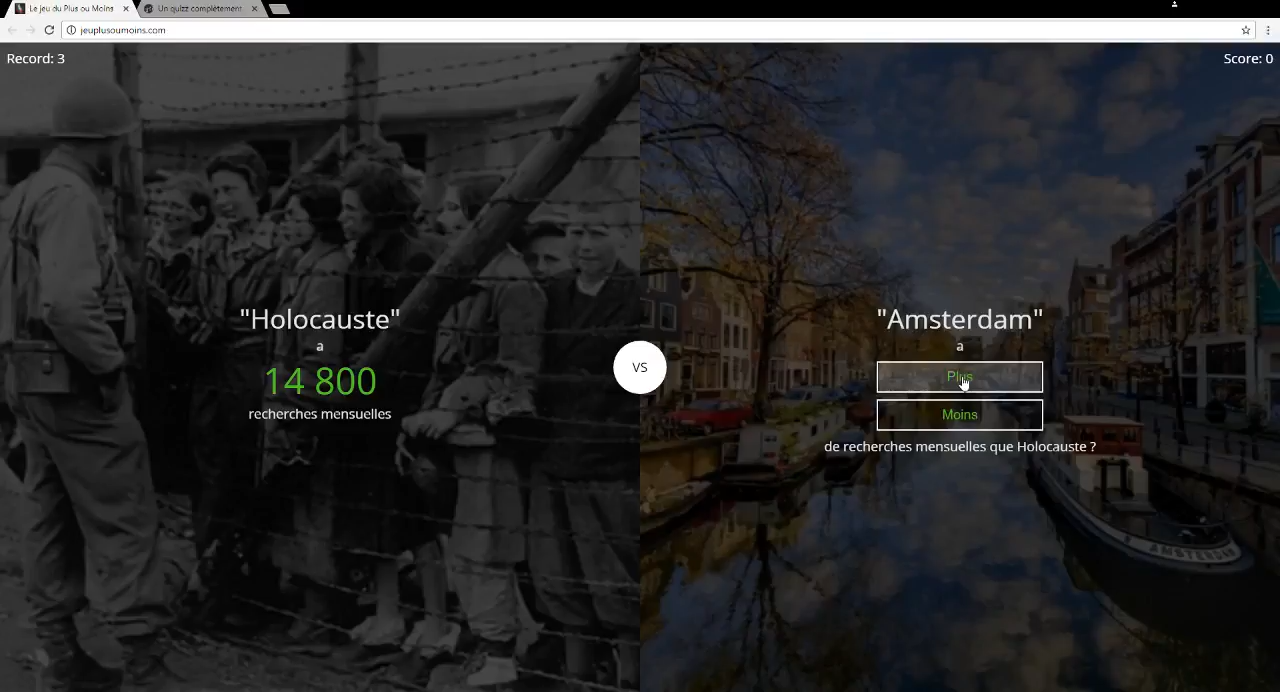 Le jeu du Plus ou Moins
Un quizz complètement
jeuplusoumoins.com
Record: 3
Score: 0
"Holocauste"
a
14 800
recherches mensuelles
VS
"Amsterdam"
a
Plus
Moins
de recherches mensuelles que Holocauste ?
AMSTERDAM